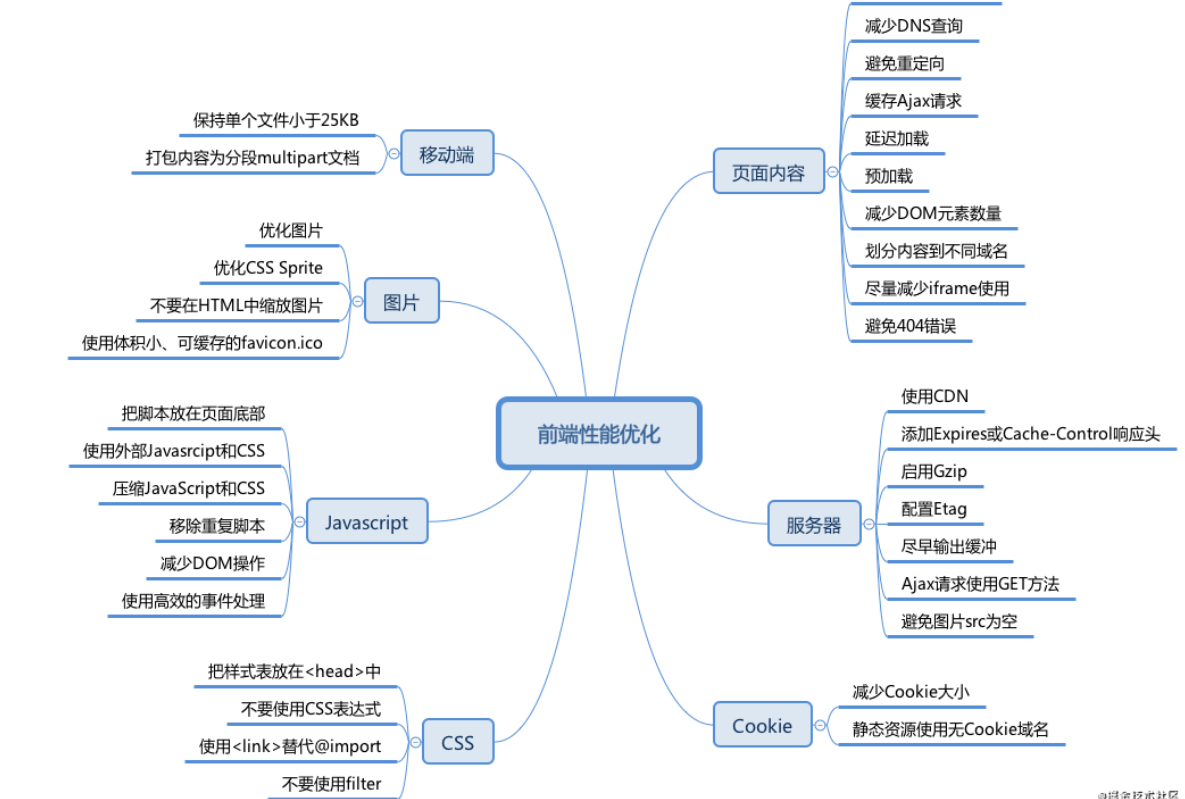 前端性能优化
移动端
保持单个文件小于25KB
打包内容为分段multipart文档
图片
优化图片
优化CSS Sprite
不要在HTML中缩放图片
使用体积小、可缓存的favicon.ico
Javascript
把脚本放在页面底部
使用外部Javasrcipt和CSS
压缩JavaScript和CSS
移除重复脚本
减少DOM操作
使用高效的事件处理
CSS
把样式表放在<head>中
不要使用CSS表达式
使用<link>替代@import
不要使用filter
页面内容
减少DNS查询
避免重定向
缓存Ajax请求
延迟加载
预加载
减少DOM元素数量
划分内容到不同域名
尽量减少iframe使用
避免404错误
服务器
使用CDN
添加Expires或Cache-Control响应头
启用Gzip
配置Etag
尽早输出缓冲
Ajax请求使用GET方法
避免图片src为空
Cookie
减少Cookie大小
静态资源使用无Cookie域名